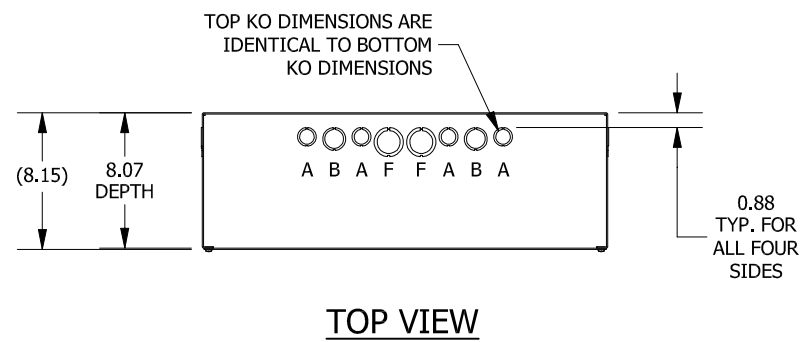 TOP KO DIMENSIONS ARE
IDENTICAL TO BOTTOM
KO DIMENSIONS
(8.15)
8.07
DEPTH
A B A F F A B A
0.88
TYP. FOR
ALL FOUR
SIDES
TOP VIEW